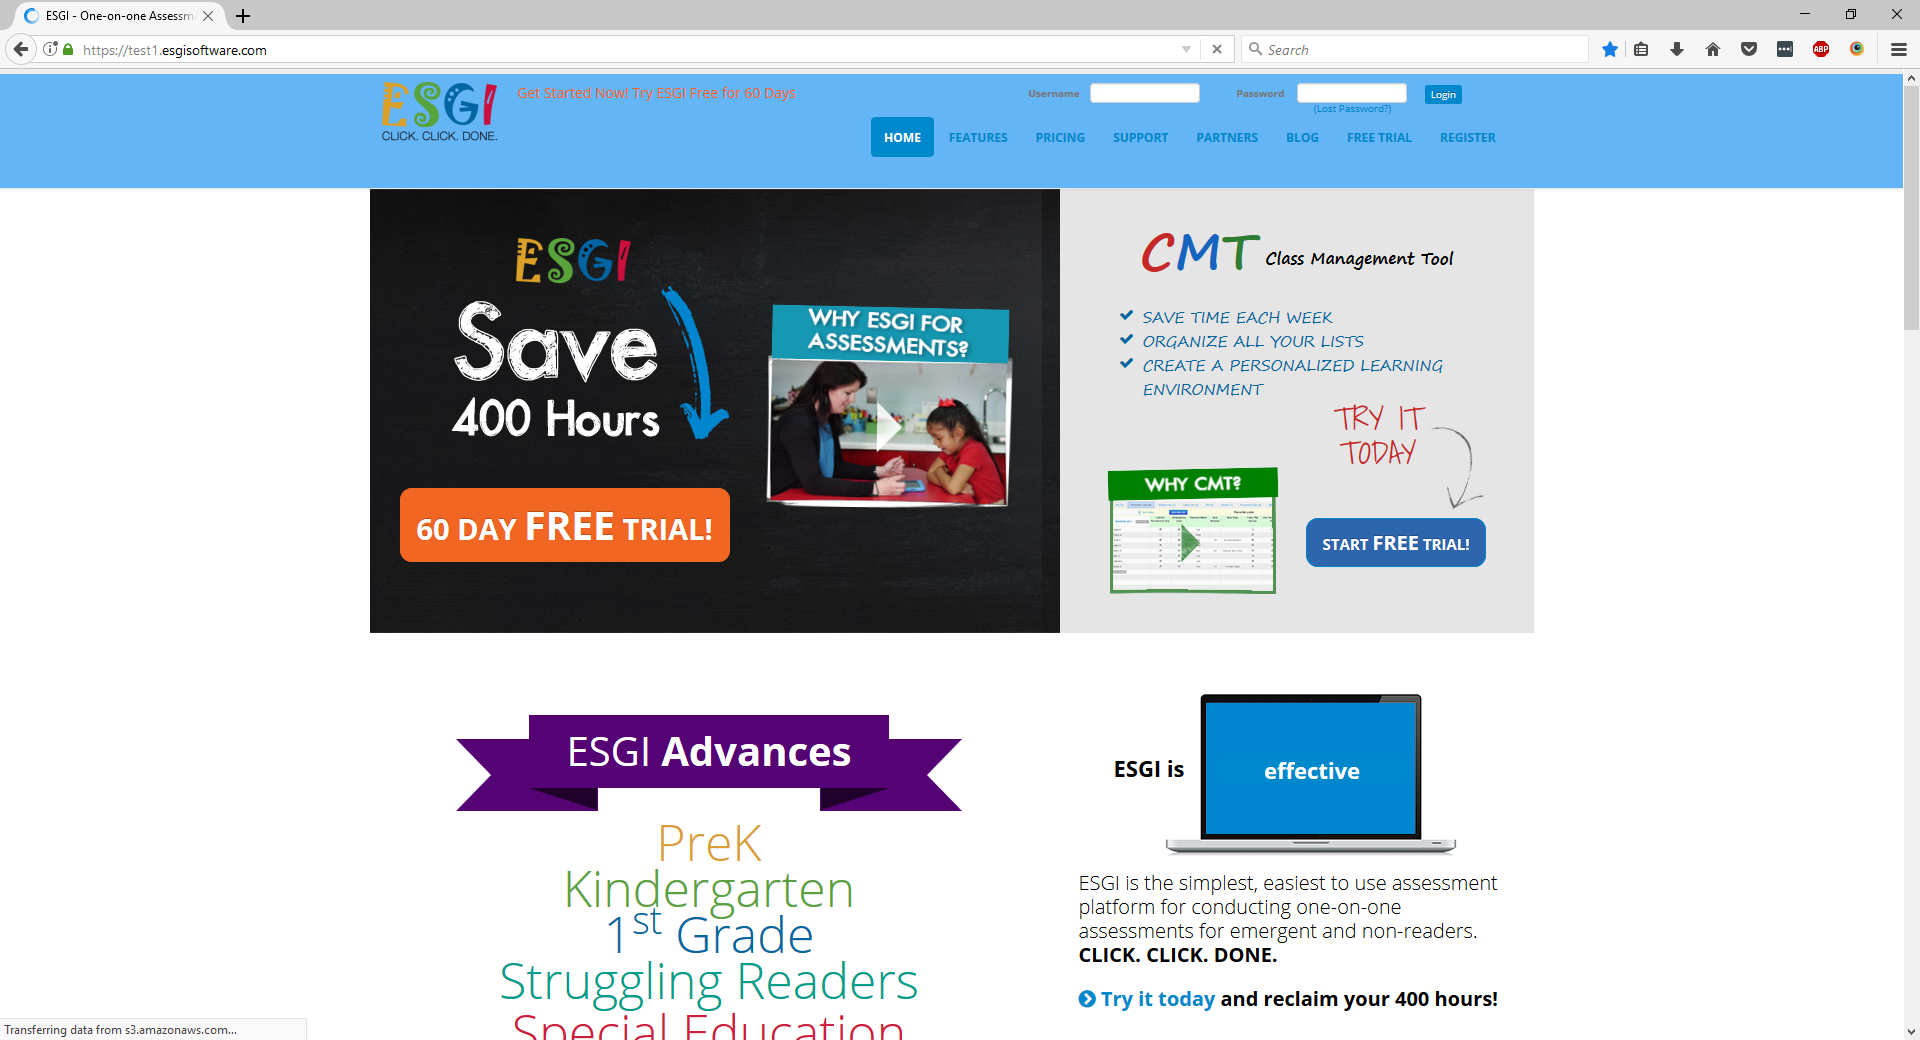 ESGI - One-on-one Assessm
https://test1.esgisoftware.com
Search
ABP
ESGI
CLICK. CLICK. DONE.
Get Started Now! Try ESGI Free for 60 Days
Username
Password
Login
(Lost Password?)
HOME FEATURES PRICING SUPPORT PARTNERS BLOG FREE TRIAL REGISTER
ESGI
Save
400 Hours
60 DAY FREE TRIAL!
WHY ESGI FOR
ASSESSMENTS?
CMT Class Management Tool
SAVE TIME EACH WEEK
ORGANIZE ALL YOUR LISTS
CREATE A PERSONALIZED LEARNING
ENVIRONMENT
TRY IT
TODAY
WHY CMT?
START FREE TRIAL!
ESGI Advances
PreK
Kindergarten
1st Grade
Struggling Readers
Special Education
ESGI is
effective
ESGI is the simplest, easiest to use assessment
platform for conducting one-on-one
assessments for emergent and non-readers.
CLICK. CLICK. DONE.
Try it today and reclaim your 400 hours!
Transferring data from s3.amazonaws.com...